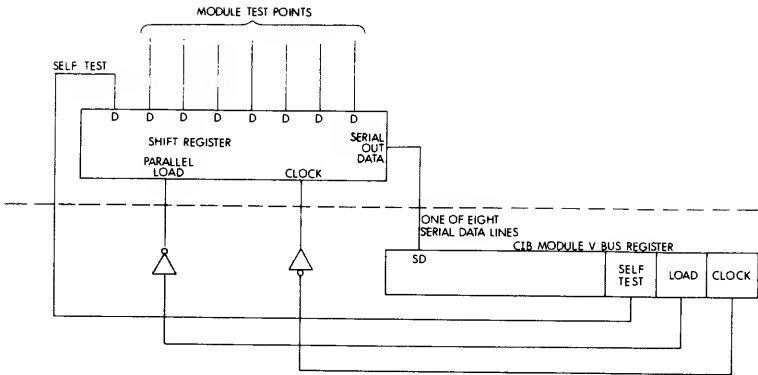 MODULE TEST POINTS
SELF TEST
D D D D D D D D
SHIFT REGISTER
SERIAL
OUT
DATA
PARALLEL
LOAD
CLOCK
ONE OF EIGHT
SERIAL DATA LINES
CIB MODULE V BUS REGISTER
SD
SELF
TEST
LOAD
CLOCK